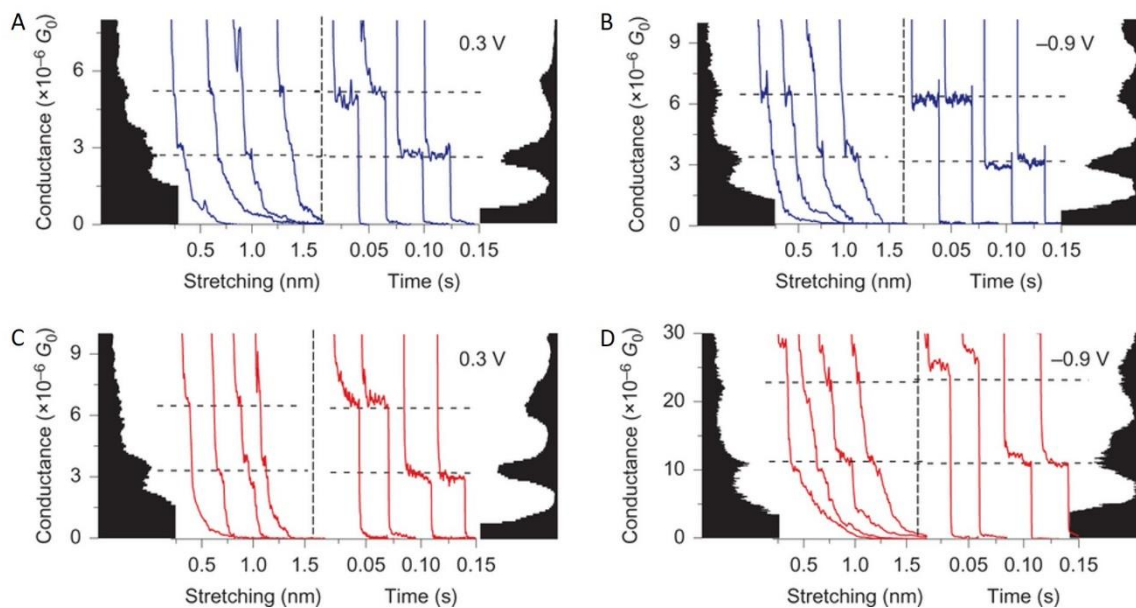 A
Conductance (×10⁻⁶ G₀)
6
3
0
0.3 V
0.5 1.0 1.5 0.05 0.10 0.15
Stretching (nm) Time (s)
B
Conductance (×10⁻⁶ G₀)
9
6
3
0
–0.9 V
0.5 1.0 1.5 0.05 0.10 0.15
Stretching (nm) Time (s)
C
Conductance (×10⁻⁶ G₀)
9
6
3
0
0.3 V
0.5 1.0 1.5 0.05 0.10 0.15
Stretching (nm) Time (s)
D
Conductance (×10⁻⁶ G₀)
30
20
10
0
–0.9 V
0.5 1.0 1.5 0.05 0.10 0.15
Stretching (nm) Time (s)